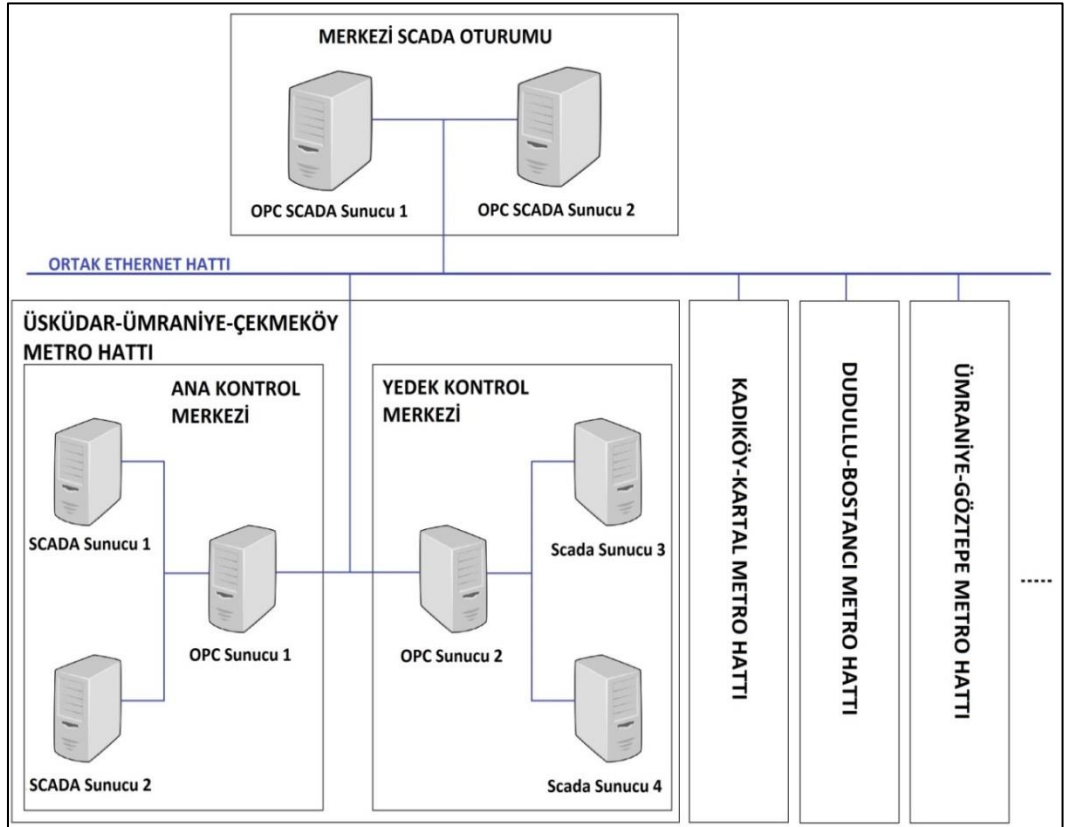 MERKEZİ SCADA OTURUMU
OPC SCADA Sunucu 1
OPC SCADA Sunucu 2
ORTAK ETHERNET HATTI
ÜSKÜDAR-ÜMRANİYE-ÇEKMEKÖY
METRO HATTI
ANA KONTROL
MERKEZİ
SCADA Sunucu 1
OPC Sunucu 1
SCADA Sunucu 2
YEDEK KONTROL
MERKEZİ
Scada Sunucu 3
OPC Sunucu 2
Scada Sunucu 4
KADIKÖY-KARTAL METRO HATTI
DUDULLU-BOSTANCI METRO HATTI
ÜMRANİYE-GÖZTEPE METRO HATTI
.....